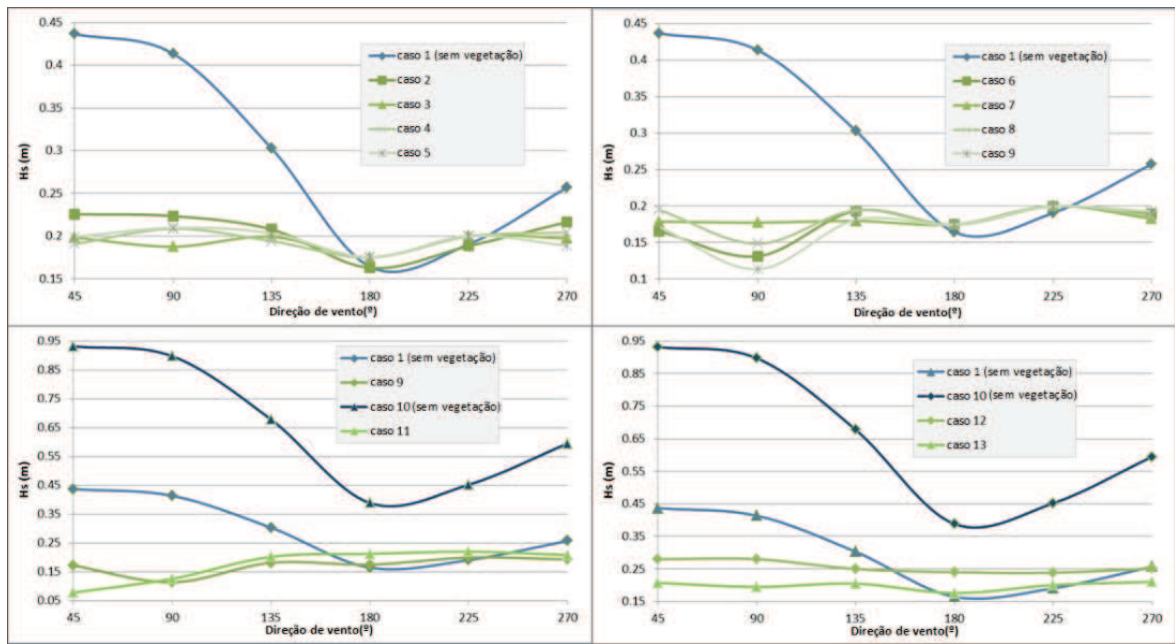 Hs (m)
0.45
0.4
0.35
0.3
0.25
0.2
0.15
caso 1 (sem vegetação)
caso 2
caso 3
caso 4
caso 5
45 90 135 180 225 270
Direção de vento(º)
Hs (m)
0.45
0.4
0.35
0.3
0.25
0.2
0.15
0.1
caso 1 (sem vegetação)
caso 6
caso 7
caso 8
caso 9
45 90 135 180 225 270
Direção de vento(º)
Hs (m)
0.95
0.85
0.75
0.65
0.55
0.45
0.35
0.25
0.15
0.05
caso 1 (sem vegetação)
caso 9
caso 10 (sem vegetação)
caso 11
45 90 135 180 225 270
Direção de vento(º)
Hs (m)
0.95
0.85
0.75
0.65
0.55
0.45
0.35
0.25
0.15
caso 1 (sem vegetação)
caso 10 (sem vegetação)
caso 12
caso 13
45 90 135 180 225 270
Direção de vento(º)